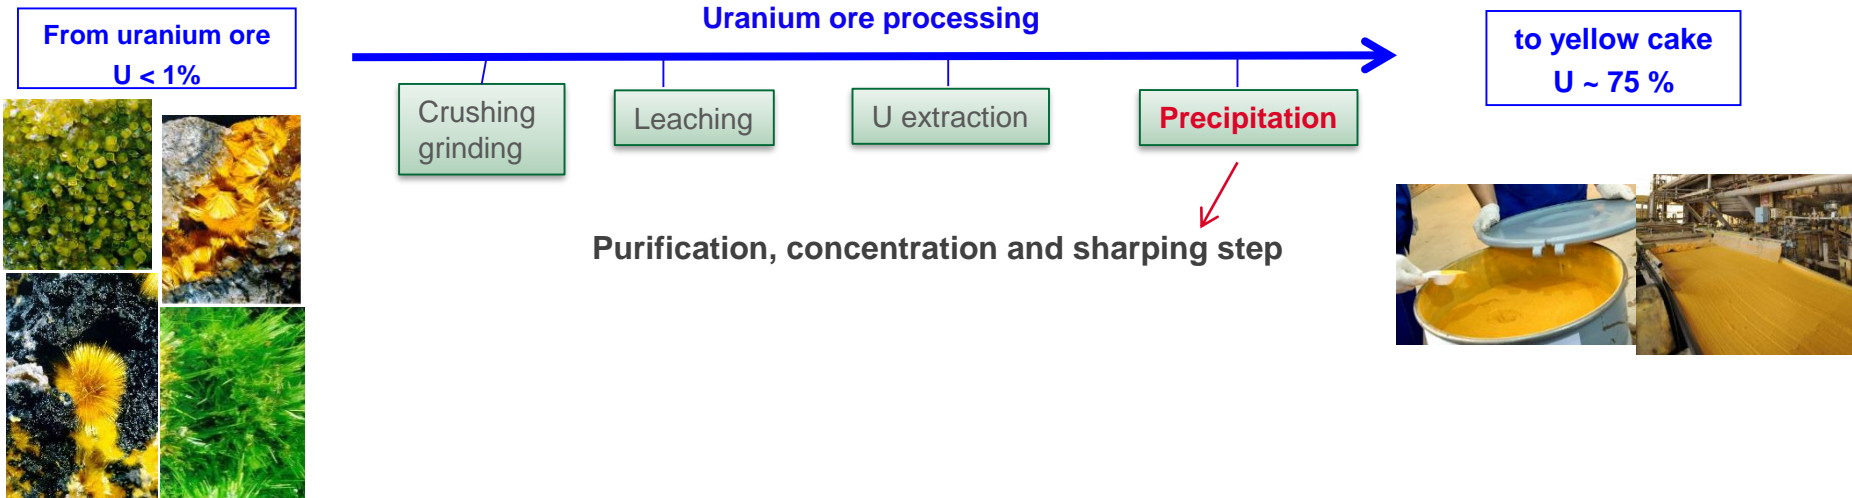 From uranium ore
U < 1%
Uranium ore processing
to yellow cake
U ~ 75 %
Crushing
grinding
Leaching
U extraction
Precipitation
Purification, concentration and sharping step